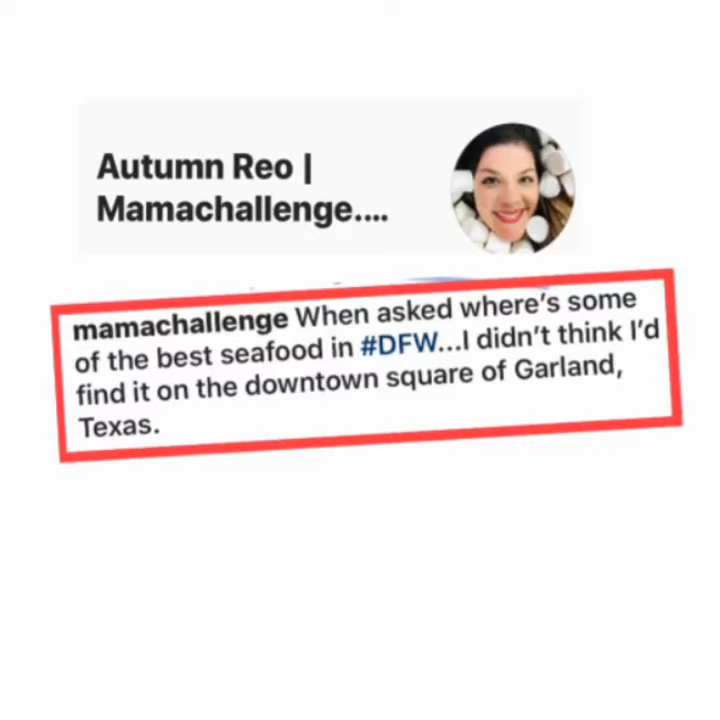 Autumn Reo |
Mamachallenge....
mamachallenge When asked where's some
of the best seafood in #DFW...I didn't think I'd
find it on the downtown square of Garland,
Texas.